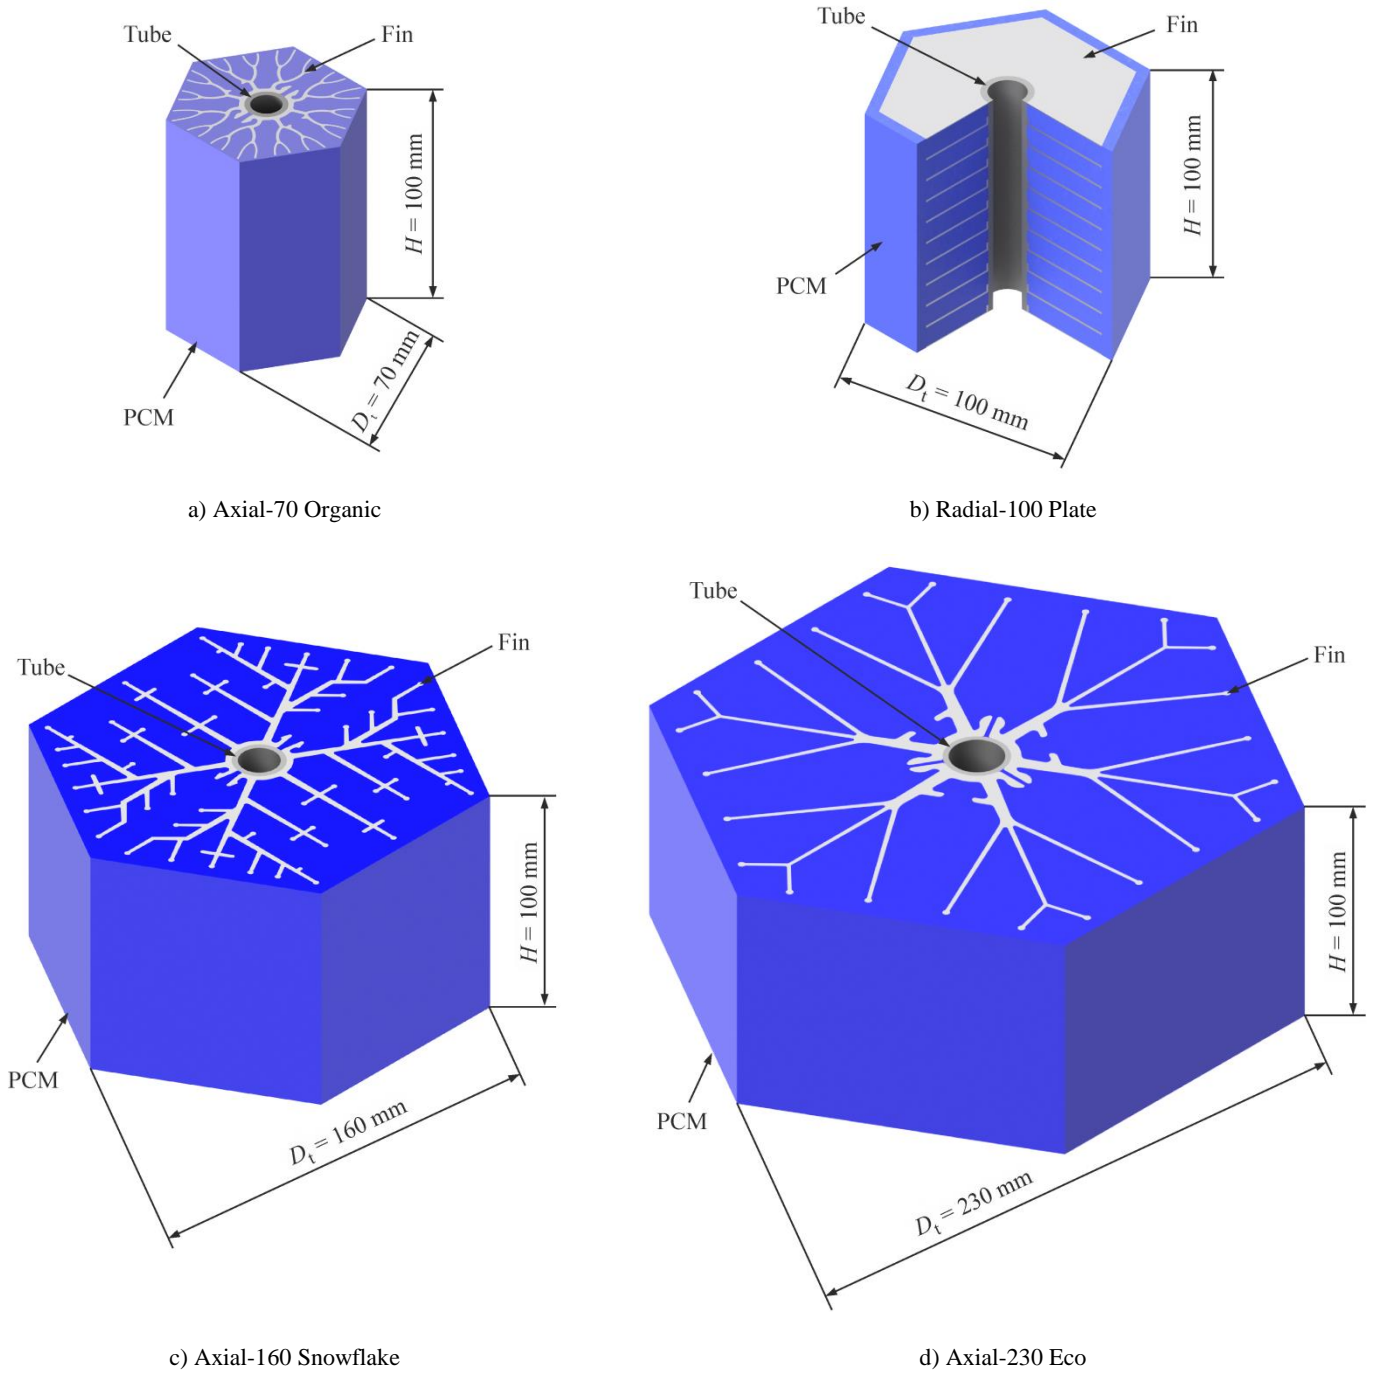 Tube
Fin
H = 100 mm
Dt = 70 mm
PCM
a) Axial-70 Organic
Tube
Fin
H = 100 mm
PCM
Dt = 100 mm
b) Radial-100 Plate
Tube
Fin
H = 100 mm
PCM
Dt = 160 mm
c) Axial-160 Snowflake
Tube
Fin
H = 100 mm
PCM
Dt = 230 mm
d) Axial-230 Eco